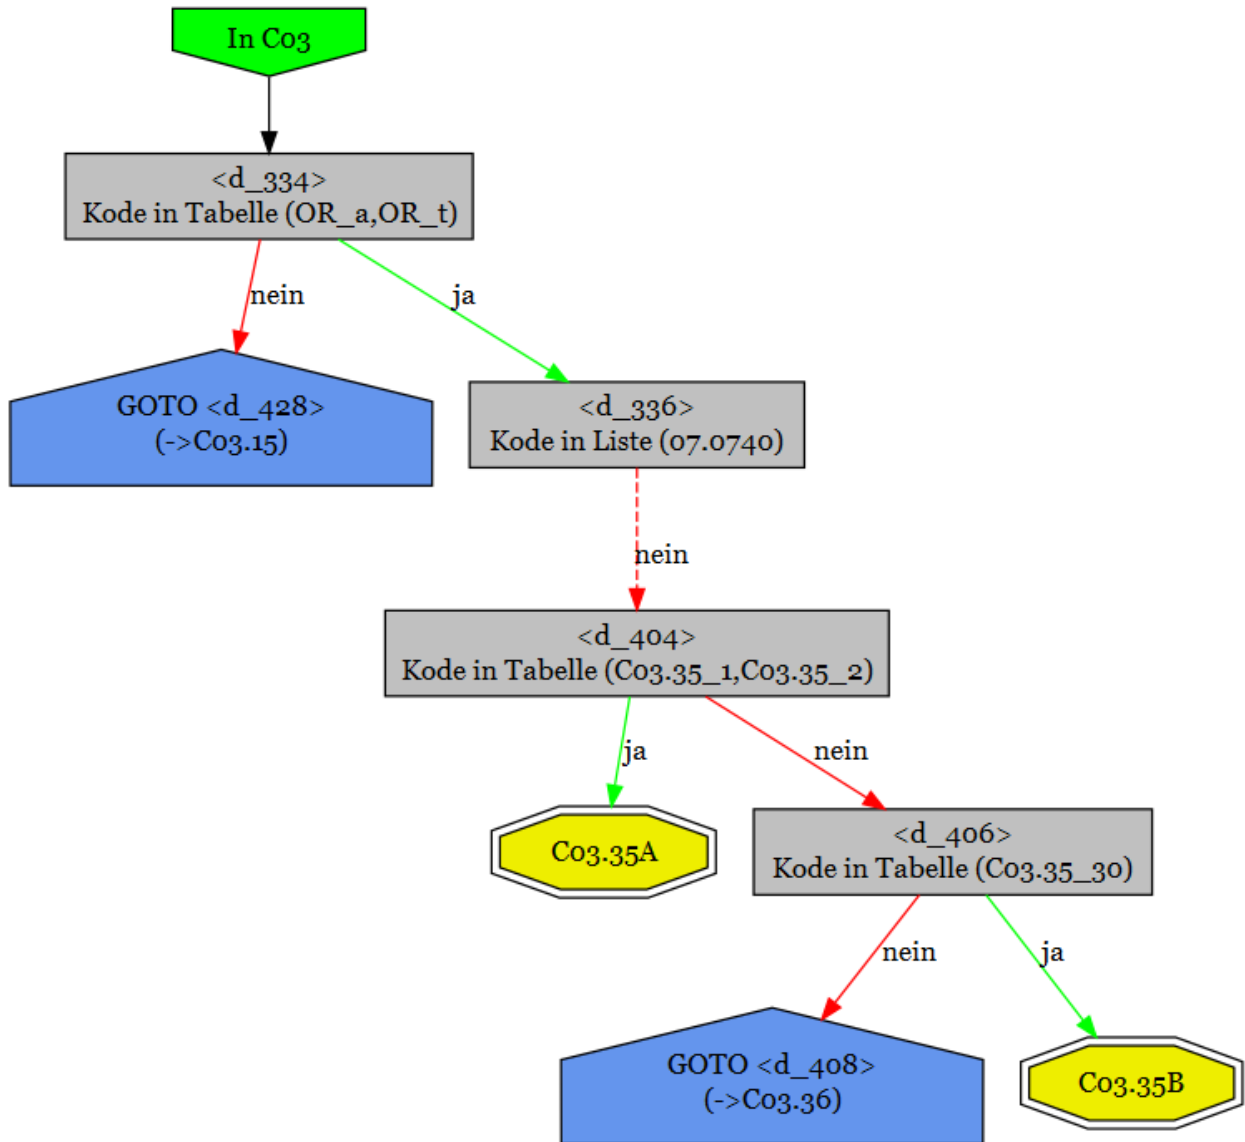 In C03
<d_334>
Kode in Tabelle (OR_a,OR_t)
nein
ja
GOTO <d_428>
(->C03.15)
<d_336>
Kode in Liste (07.0740)
nein
<d_404>
Kode in Tabelle (C03.35_1,C03.35_2)
ja
nein
C03.35A
<d_406>
Kode in Tabelle (C03.35_30)
nein
ja
GOTO <d_408>
(->C03.36)
C03.35B